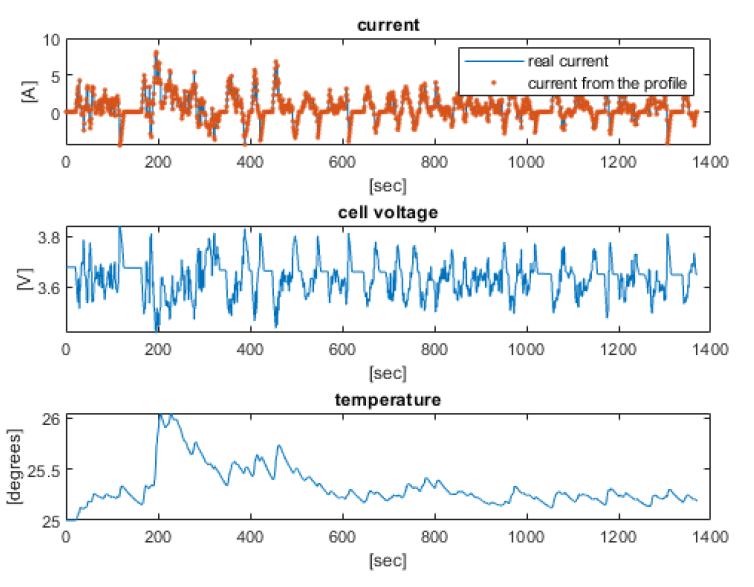 current
10
5
0
[A]
real current
current from the profile
0 200 400 600 800 1000 1200 1400
[sec]
cell voltage
3.8
3.6
[V]
0 200 400 600 800 1000 1200 1400
[sec]
temperature
26
25.5
25
[degrees]
0 200 400 600 800 1000 1200 1400
[sec]